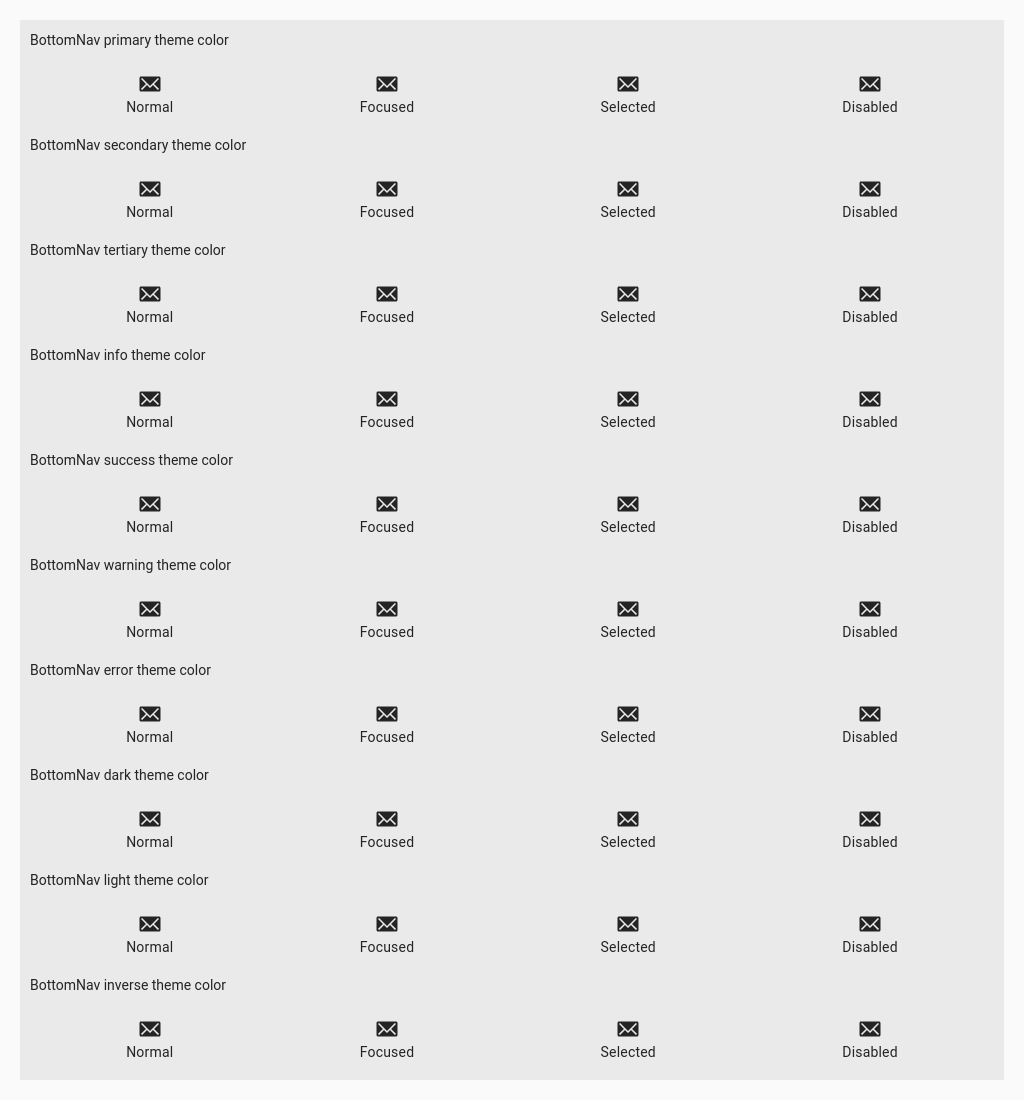 BottomNav primary theme color
Normal Focused Selected Disabled
BottomNav secondary theme color
Normal Focused Selected Disabled
BottomNav tertiary theme color
Normal Focused Selected Disabled
BottomNav info theme color
Normal Focused Selected Disabled
BottomNav success theme color
Normal Focused Selected Disabled
BottomNav warning theme color
Normal Focused Selected Disabled
BottomNav error theme color
Normal Focused Selected Disabled
BottomNav dark theme color
Normal Focused Selected Disabled
BottomNav light theme color
Normal Focused Selected Disabled
BottomNav inverse theme color
Normal Focused Selected Disabled